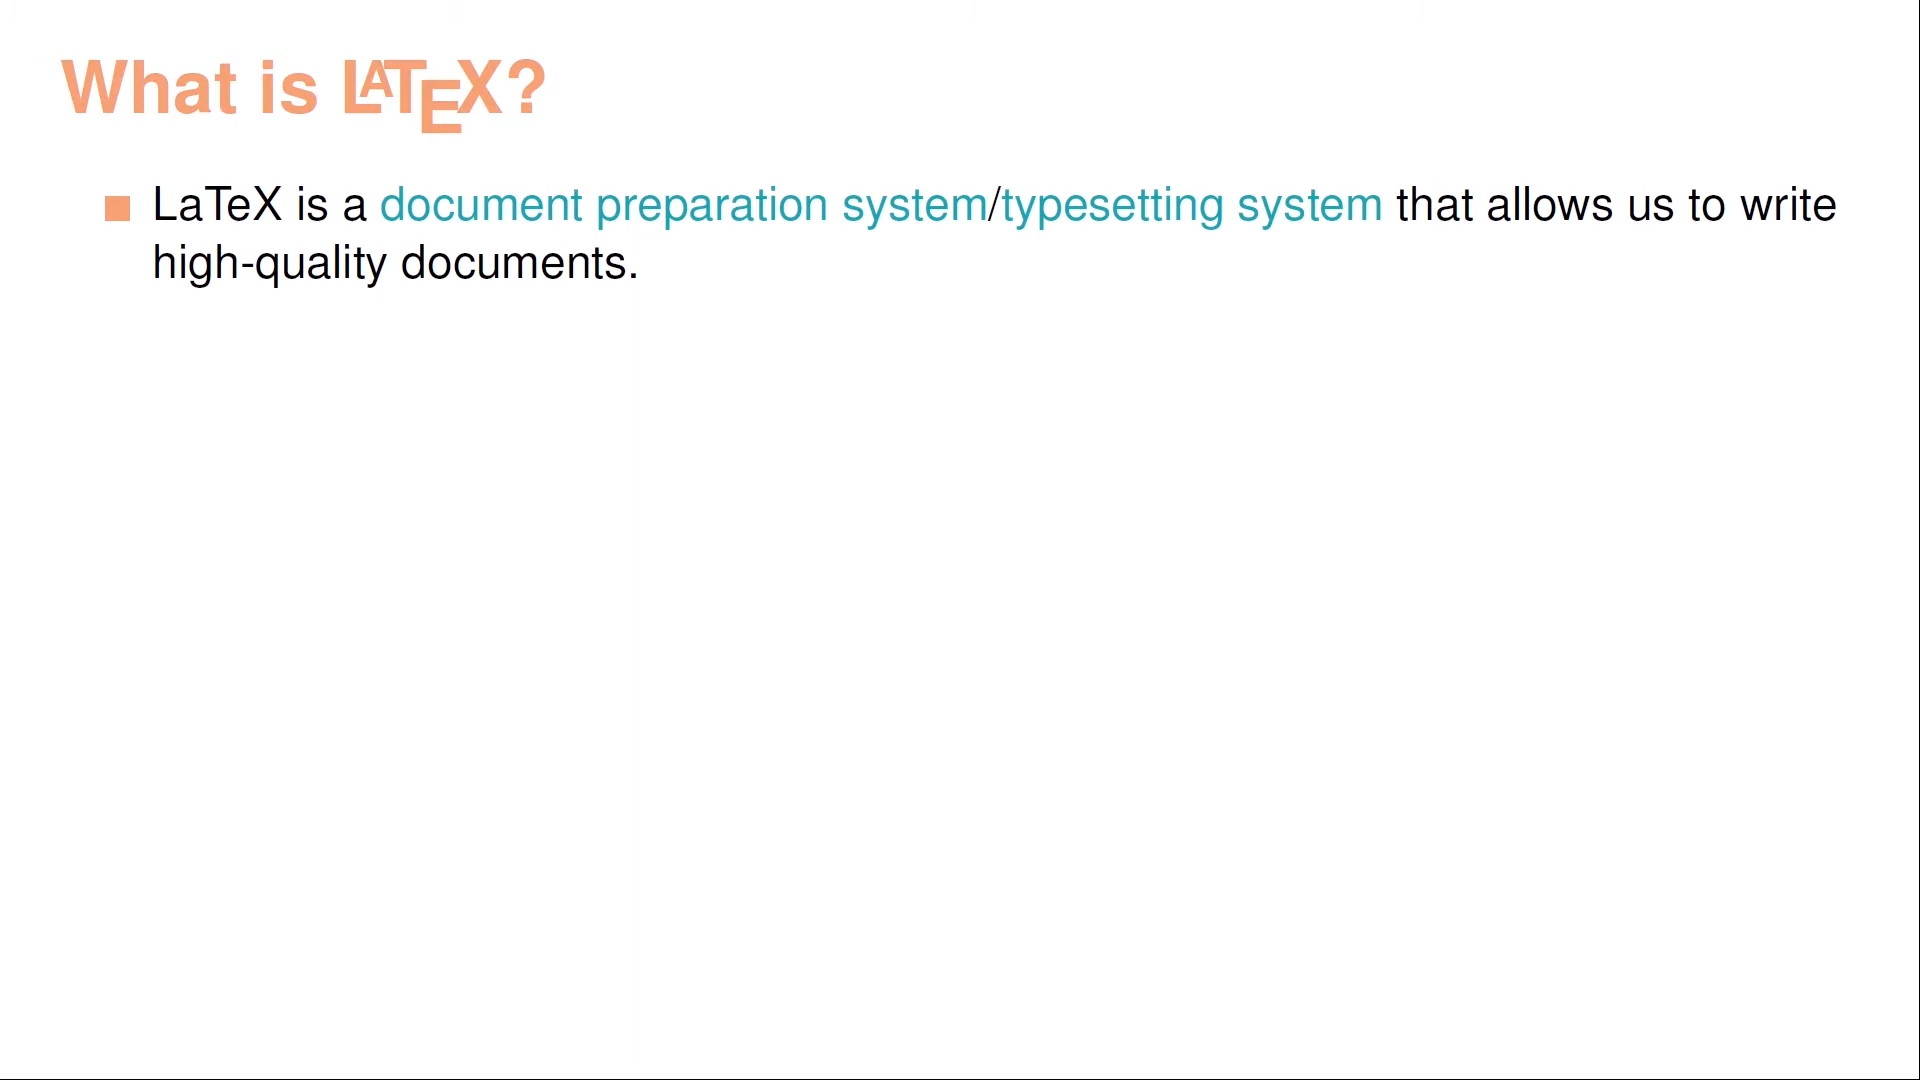 What is LATEX?
LaTeX is a document preparation system/typesetting system that allows us to write
high-quality documents.